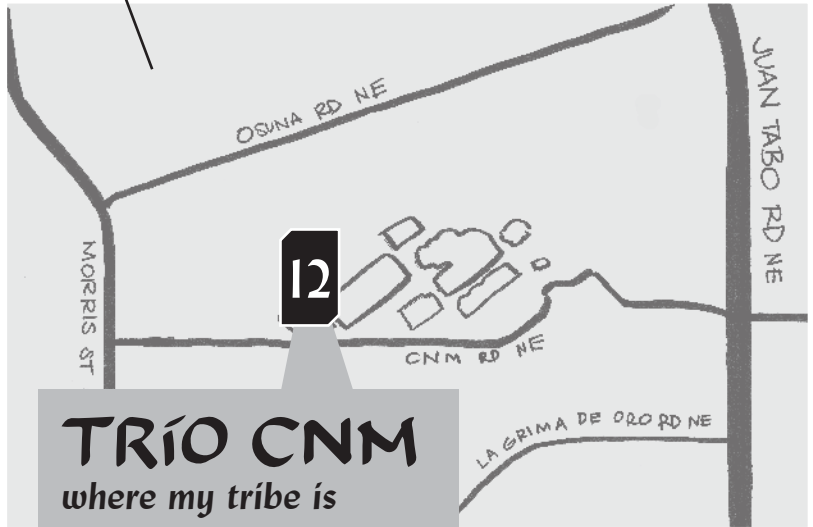 OSUNA RD NE
JUAN TABO RD NE
MORRIS ST
12
CNM RD NE
LAGRIMA DE ORO RD NE
TRíO CNM
where my tribe is